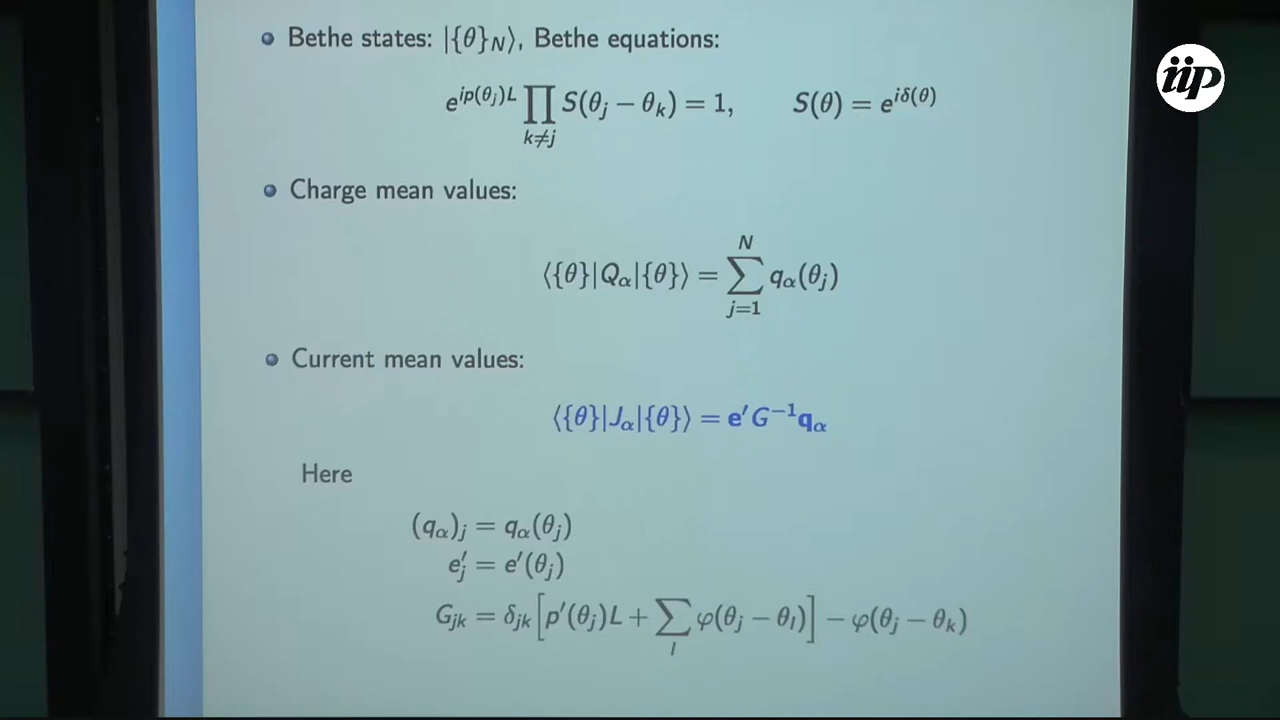 Bethe states: |{θ}_N⟩, Bethe equations:
e^{ip(θ_j)L} ∏_{k≠j} S(θ_j − θ_k) = 1, S(θ) = e^{iδ(θ)}
Charge mean values:
⟨{θ}|Q_α|{θ}⟩ = ∑_{j=1}^{N} q_α(θ_j)
Current mean values:
⟨{θ}|J_α|{θ}⟩ = e′G^{−1}q_α
Here
(q_α)_j = q_α(θ_j)
e′_j = e′(θ_j)
G_{jk} = δ_{jk} [p′(θ_j)L + ∑_l φ(θ_j − θ_l)] − φ(θ_j − θ_k)
iip